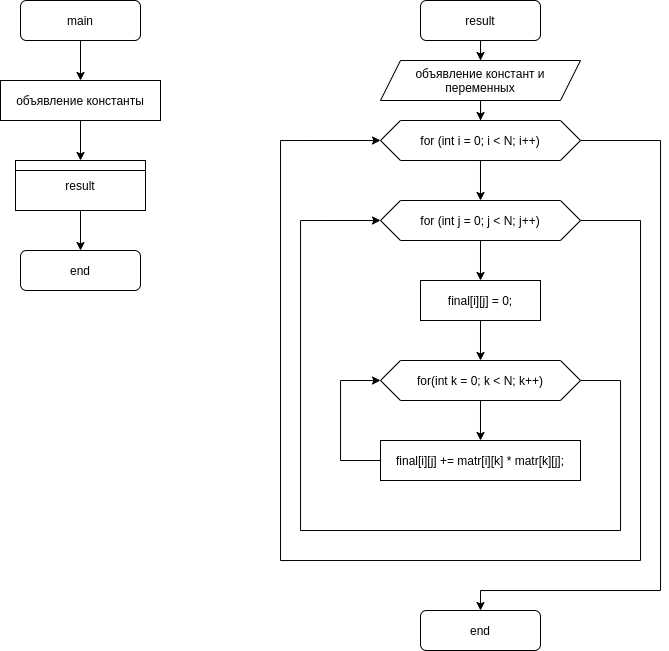 main
объявление константы
result
end
result
объявление констант и
переменных
for (int i = 0; i < N; i++)
for (int j = 0; j < N; j++)
final[i][j] = 0;
for(int k = 0; k < N; k++)
final[i][j] += matr[i][k] * matr[k][j];
end